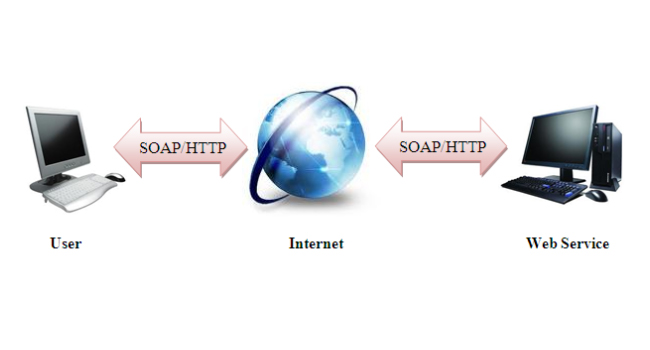 SOAP/HTTP
SOAP/HTTP
User
Internet
Web Service